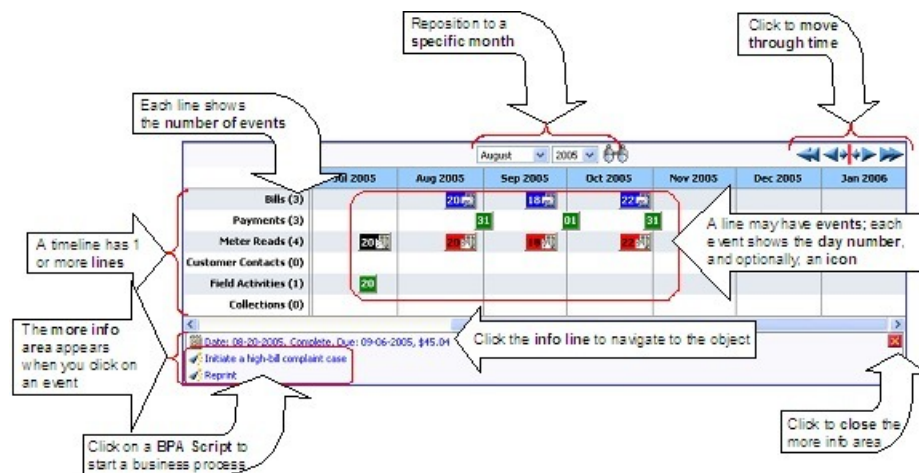 Reposition to a
specific month
Click to move
through time
Each line shows
the number of events
August 2005
Jul 2005 Aug 2005 Sep 2005 Oct 2005 Nov 2005 Dec 2005 Jan 2006
Bills (3) 20 18 22
Payments (3) 31 01 31
Meter Reads (4) 20 20 18 22
Customer Contacts (0)
Field Activities (1) 20
Collections (0)
A timeline has 1
or more lines
A line may have events; each
event shows the day number,
and optionally, an icon
The more info
area appears
when you click on
an event
Date: 08-20-2005, Complete, Due: 09-06-2005, $45.04
Initiate a high-bill complaint case
Reprint
Click the info line to navigate to the object
Click on a BPA Script to
start a business process
Click to close the
more info area